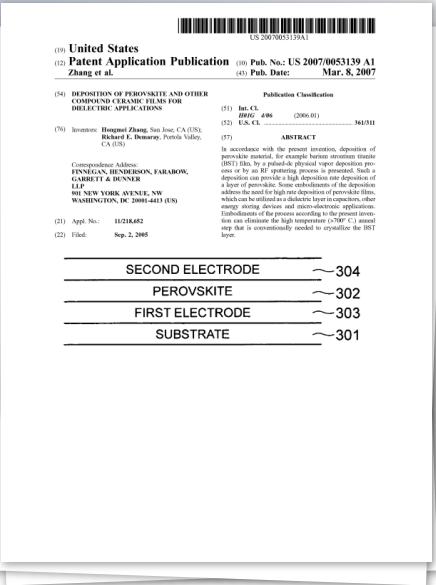 US 20070053139A1
(19) United States
(12) Patent Application Publication (10) Pub. No.: US 2007/0053139 A1
Zhang et al. (43) Pub. Date: Mar. 8, 2007
(54) DEPOSITION OF PEROVSKITE AND OTHER
COMPOUND CERAMIC FILMS FOR
DIELECTRIC APPLICATIONS
(76) Inventors: Hongmei Zhang, San Jose, CA (US);
Richard E. Demaray, Portola Valley,
CA (US)
Correspondence Address:
FINNEGAN, HENDERSON, FARABOW,
GARRETT & DUNNER
LLP
901 NEW YORK AVENUE, NW
WASHINGTON, DC 20001-4413 (US)
(21) Appl. No.: 11/218,652
(22) Filed: Sep. 2, 2005
Publication Classification
(51) Int. Cl.
H01G 4/06 (2006.01)
(52) U.S. Cl. .............................. 361/311
(57) ABSTRACT
In accordance with the present invention, deposition of
perovskite material, for example barium strontium titanite
(BST) film, by a pulsed-dc physical vapor deposition pro-
cess or by an RF sputtering process is presented. Such a
deposition can provide a high deposition rate deposition of
a layer of perovskite. Some embodiments of the deposition
address the need for high rate deposition of perovskite films,
which can be utilized as a dielectric layer in capacitors, other
energy storing devices and micro-electronic applications.
Embodiments of the process according to the present inven-
tion can eliminate the high temperature (>700° C.) anneal
step that is conventionally needed to crystallize the BST
layer.
SECOND ELECTRODE 304
PEROVSKITE 302
FIRST ELECTRODE 303
SUBSTRATE 301